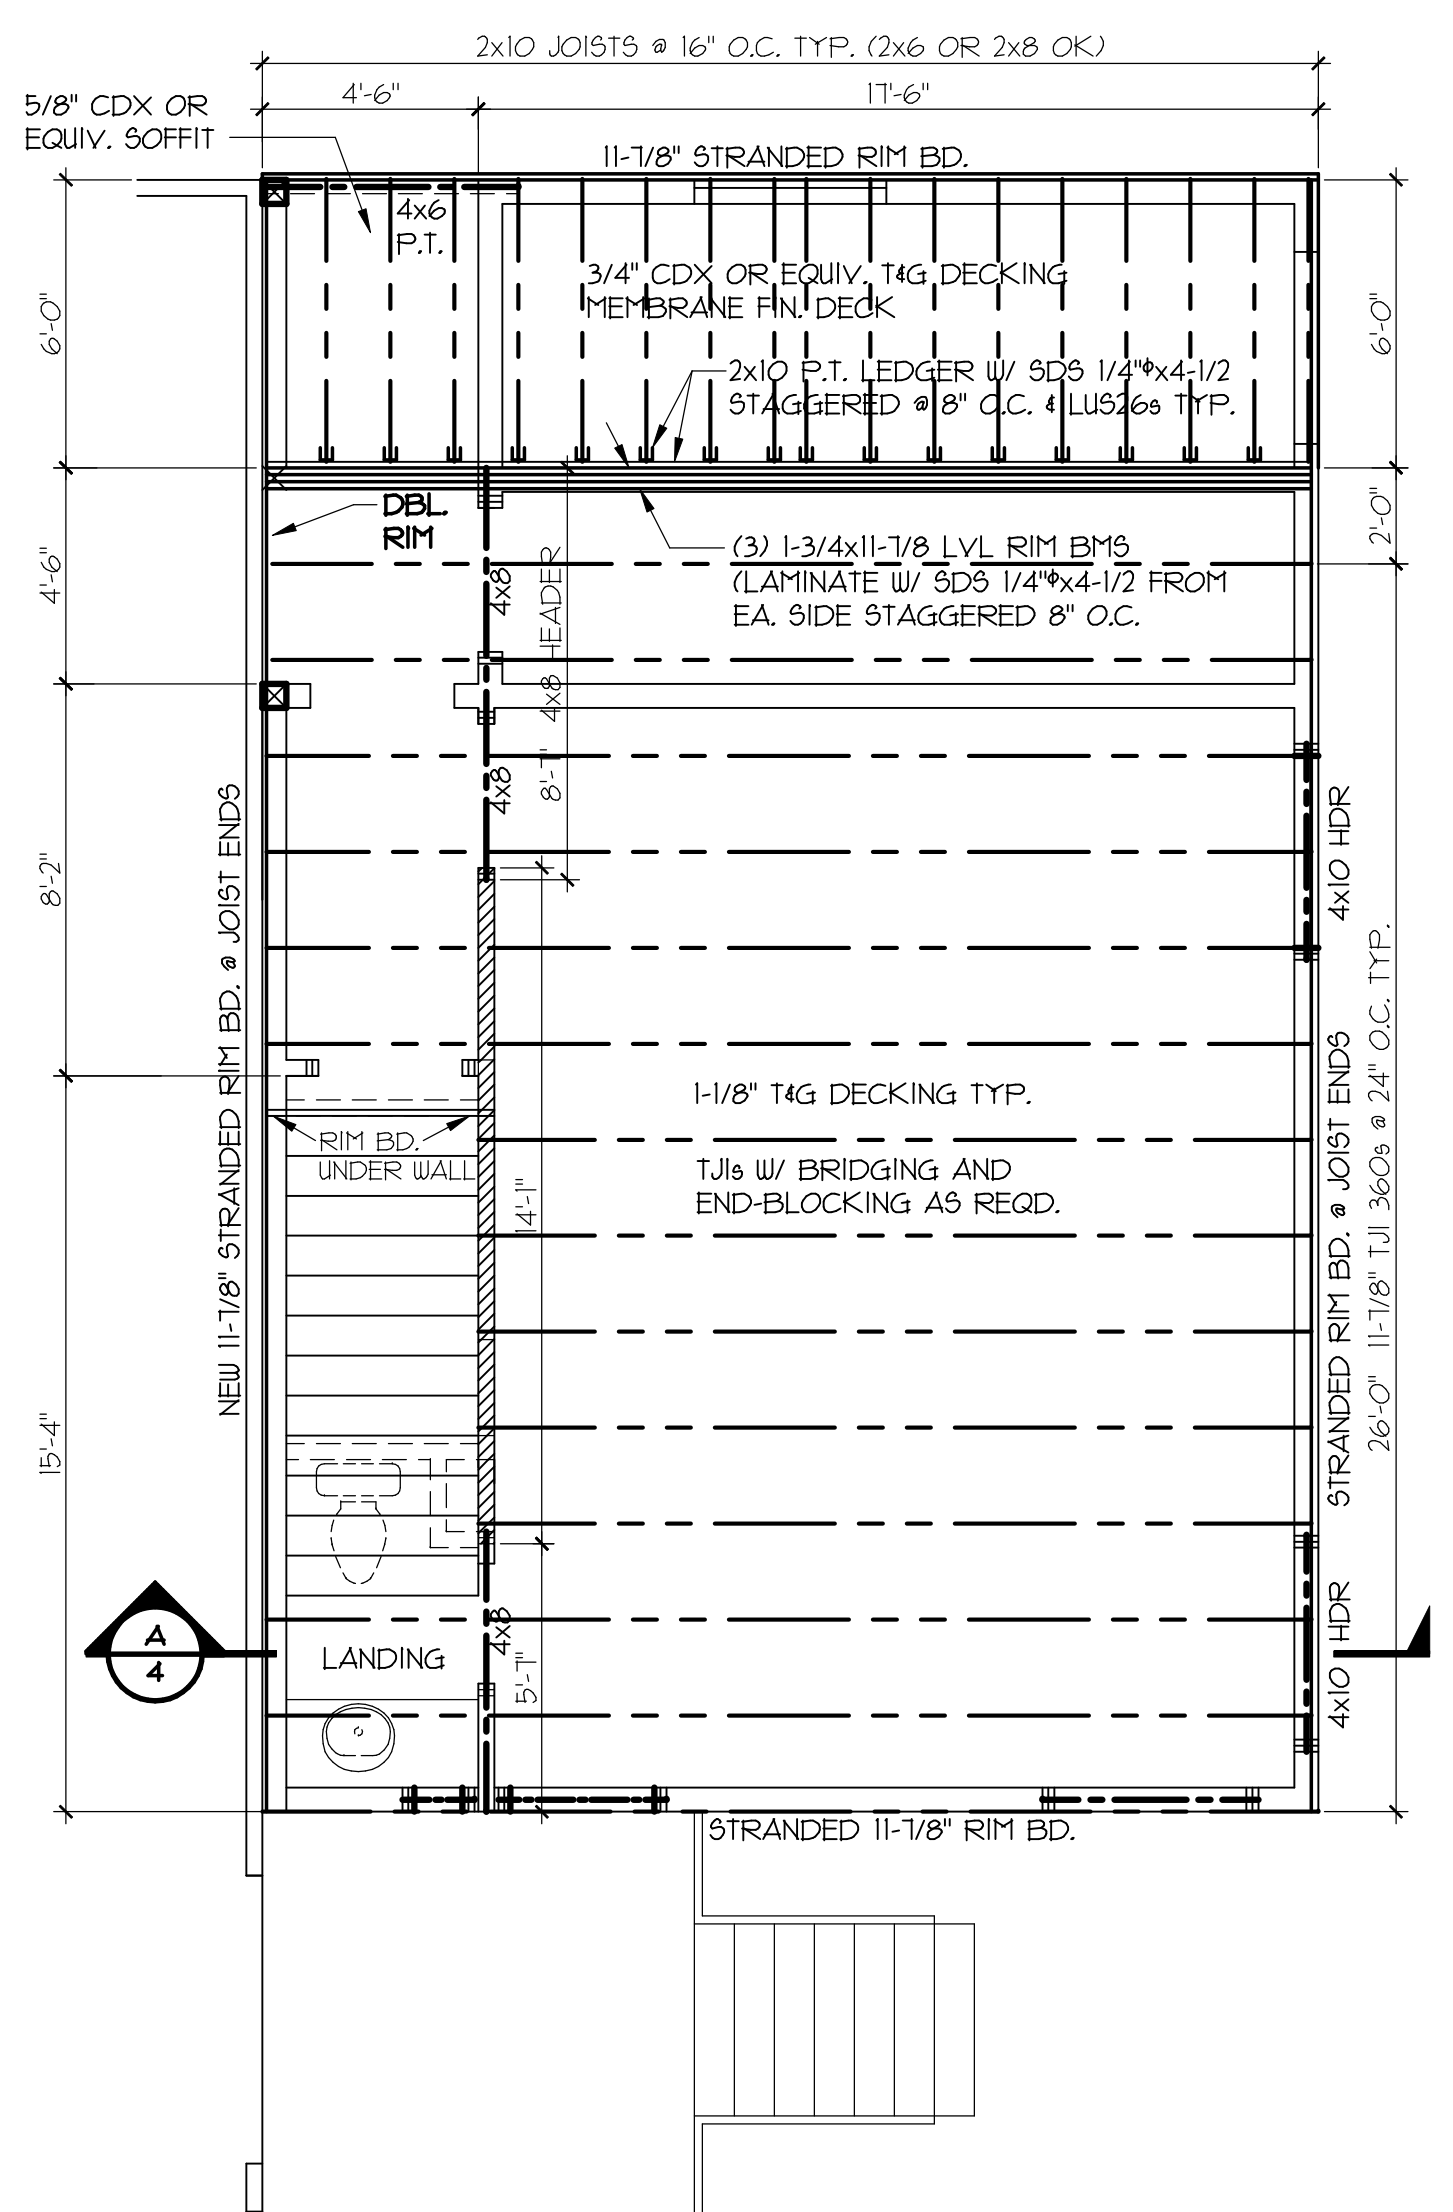 2x10 JOISTS @ 16" O.C. TYP. (2x6 OR 2x8 OK)
4'-6"
17'-6"
5/8" CDX OR
EQUIV. SOFFIT
11-7/8" STRANDED RIM BD.
4x6
P.T.
3/4" CDX OR EQUIV. T&G DECKING
MEMBRANE FIN. DECK
6'-0"
6'-0"
2x10 P.T. LEDGER W/ SDS 1/4"Φx4-1/2
STAGGERED @ 8" O.C. & LUS26s TYP.
DBL.
RIM
2'-0"
4'-6"
(3) 1-3/4x11-7/8 LVL RIM BMS
(LAMINATE W/ SDS 1/4"Φx4-1/2 FROM
EA. SIDE STAGGERED 8" O.C.
4x8
8'-7" 4x8 HEADER
4x8
4x10 HDR
8'-2"
NEW 11-7/8" STRANDED RIM BD. @ JOIST ENDS
1-1/8" T&G DECKING TYP.
RIM BD.
UNDER WALL
TJIs W/ BRIDGING AND
END-BLOCKING AS REQD.
14'-1"
STRANDED RIM BD. @ JOIST ENDS
26'-0" 11-7/8" TJI 360s @ 24" O.C. TYP.
15'-4"
A
4
LANDING
4x8
5'-7"
4x10 HDR
STRANDED 11-7/8" RIM BD.